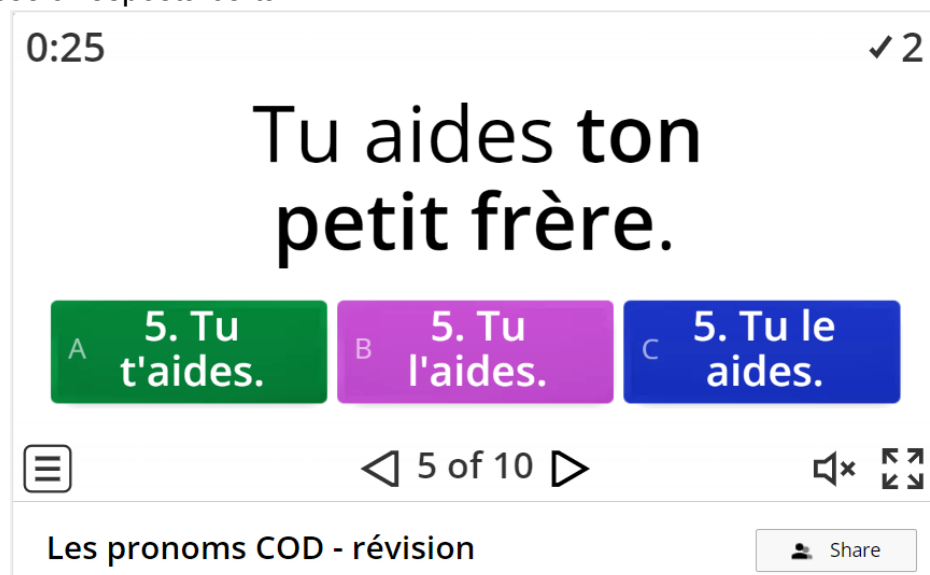 0:25
✓ 2
Tu aides ton
petit frère.
A
5. Tu
t'aides.
B
5. Tu
l'aides.
C
5. Tu le
aides.
5 of 10
Les pronoms COD - révision
Share